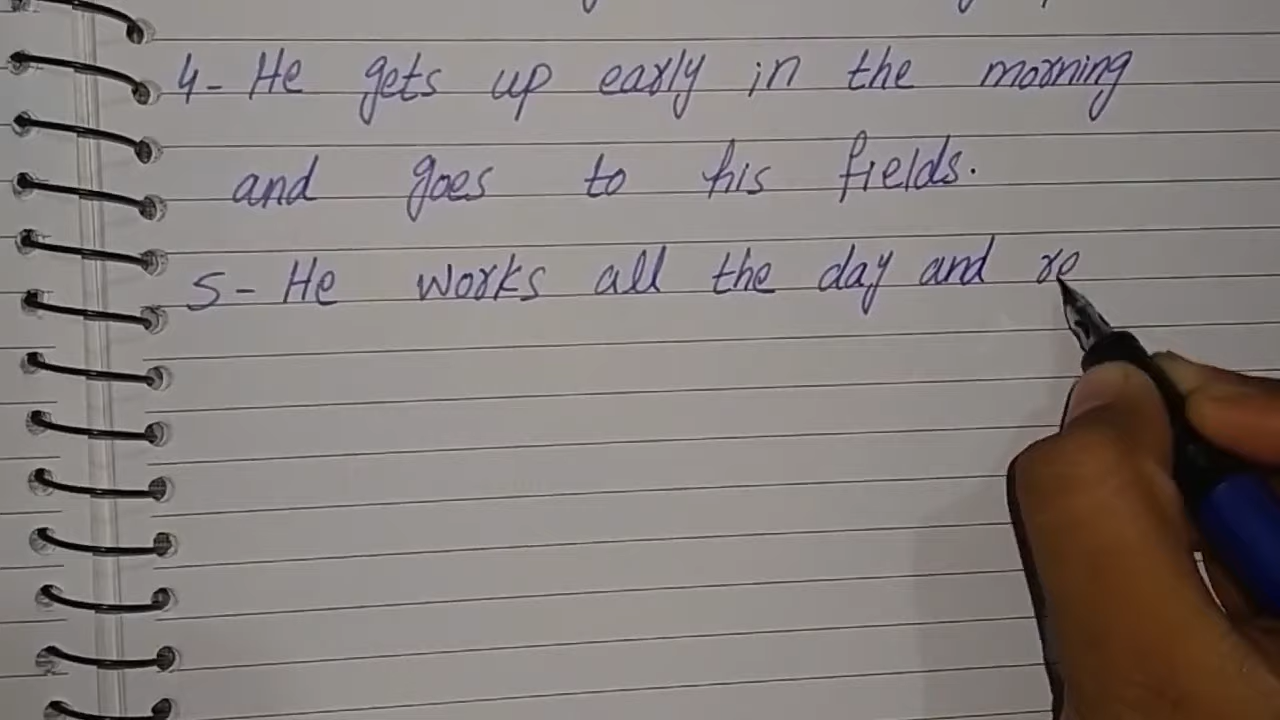 4- He gets up early in the morning
and goes to his fields.
5- He works all the day and re